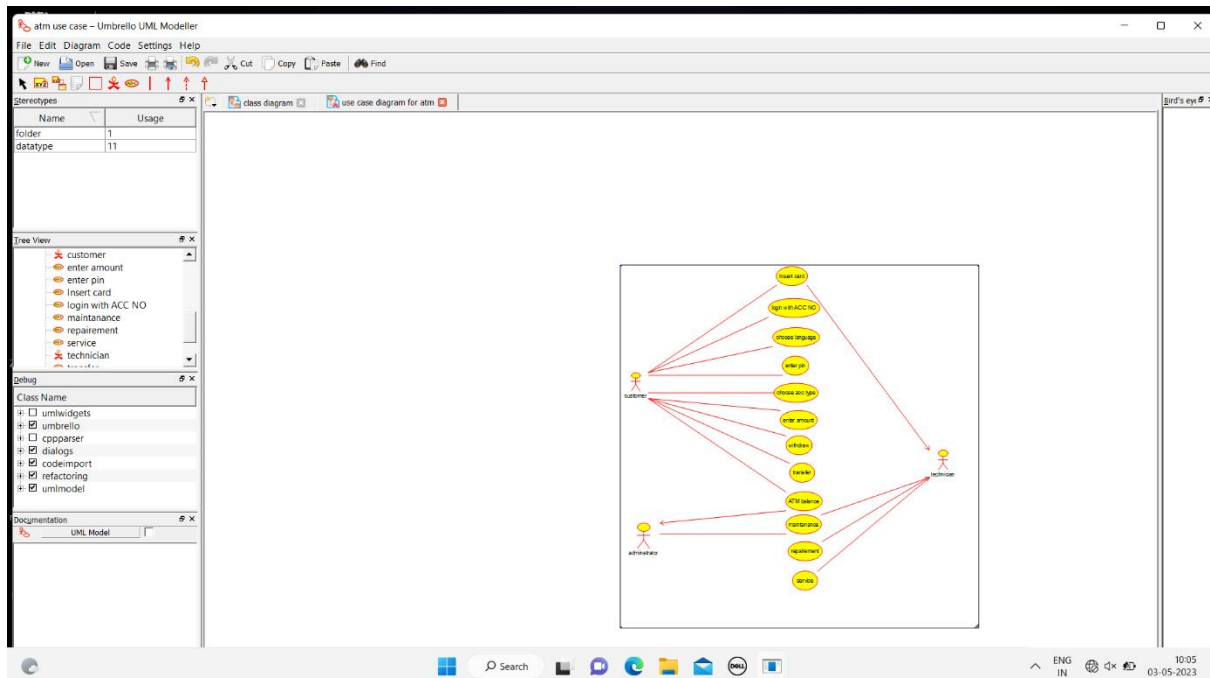 atm use case – Umbrello UML Modeller
File Edit Diagram Code Settings Help
New Open Save Cut Copy Paste Find
Stereotypes
class diagram use case diagram for atm
Bird's eye
Name Usage
folder 1
datatype 11
Tree View
customer
enter amount
enter pin
Insert card
login with ACC NO
maintanance
repairement
service
technician
transfer
Debug
Class Name
umlwidgets
umbrello
cppparser
dialogs
codeimport
refactoring
umlmodel
Documentation
UML Model
Insert card
login with ACC NO
choose language
enter pin
customer
choose acc type
enter amount
withdraw
transfer
technician
ATM balance
maintanance
adminstrator
repairement
service
Search
DELL
ENG
IN
10:05
03-05-2023